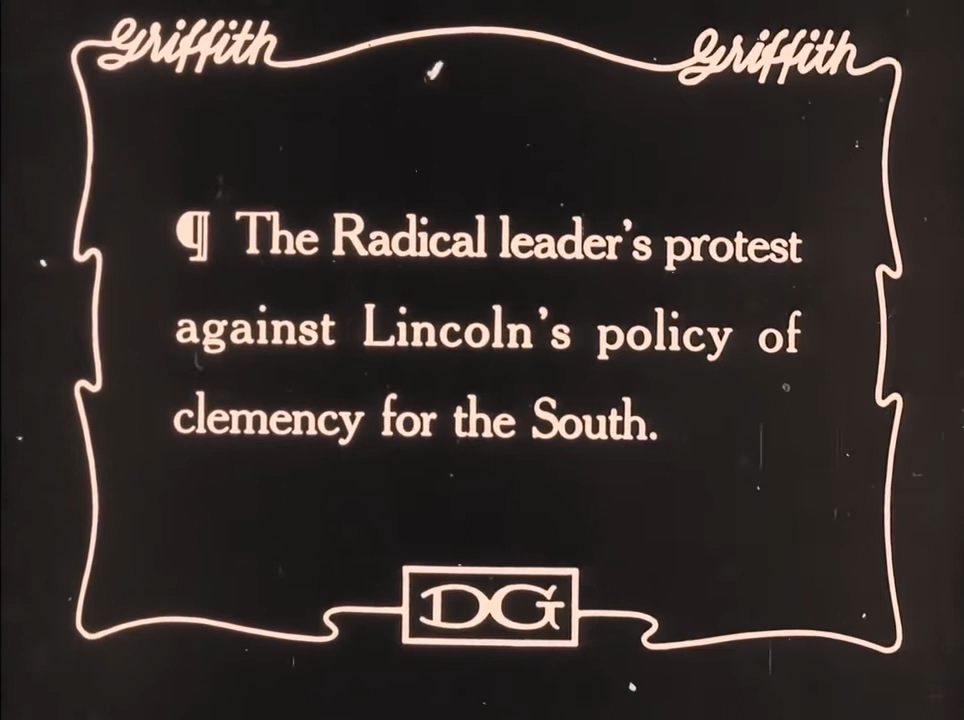 Griffith Griffith
¶ The Radical leader's protest
against Lincoln's policy of
clemency for the South.
DG